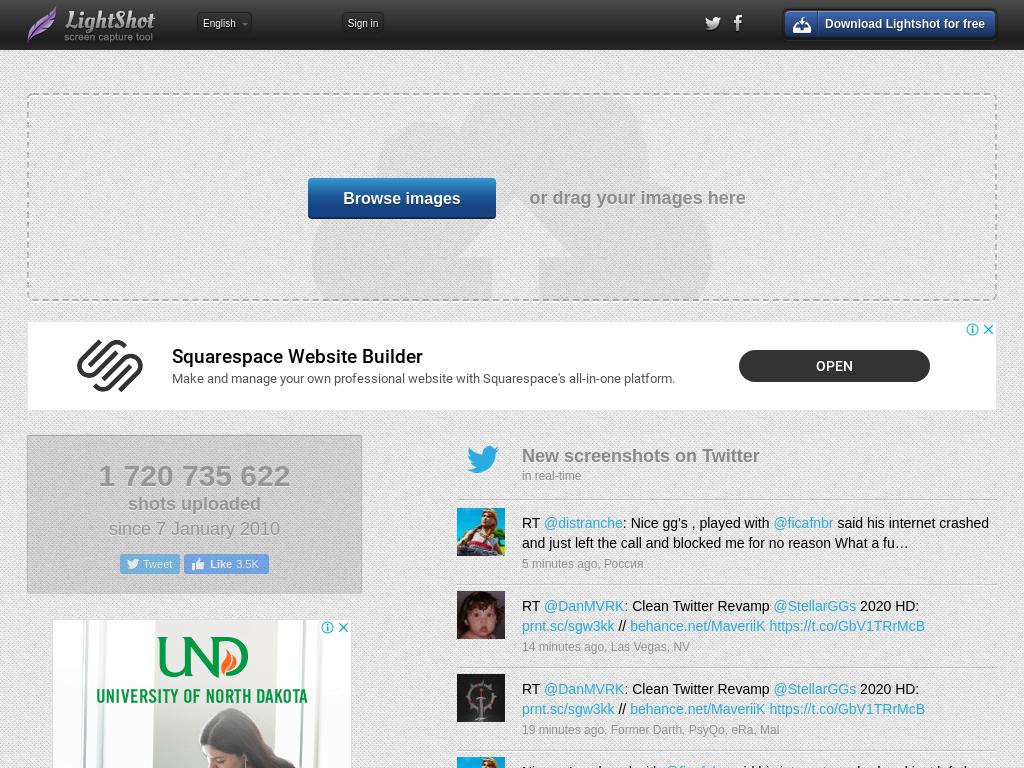 LightShot
screen capture tool
English
Sign in
Download Lightshot for free
Browse images
or drag your images here
Squarespace Website Builder
Make and manage your own professional website with Squarespace's all-in-one platform.
OPEN
1 720 735 622
shots uploaded
since 7 January 2010
Tweet
Like 3.5K
UND
UNIVERSITY OF NORTH DAKOTA
New screenshots on Twitter
in real-time
RT @distranche: Nice gg's , played with @ficafnbr said his internet crashed
and just left the call and blocked me for no reason What a fu…
5 minutes ago, Россия
RT @DanMVRK: Clean Twitter Revamp @StellarGGs 2020 HD:
prnt.sc/sgw3kk // behance.net/MaveriiK https://t.co/GbV1TRrMcB
14 minutes ago, Las Vegas, NV
RT @DanMVRK: Clean Twitter Revamp @StellarGGs 2020 HD:
prnt.sc/sgw3kk // behance.net/MaveriiK https://t.co/GbV1TRrMcB
19 minutes ago, Former Darth, PsyQo, eRa, Mal